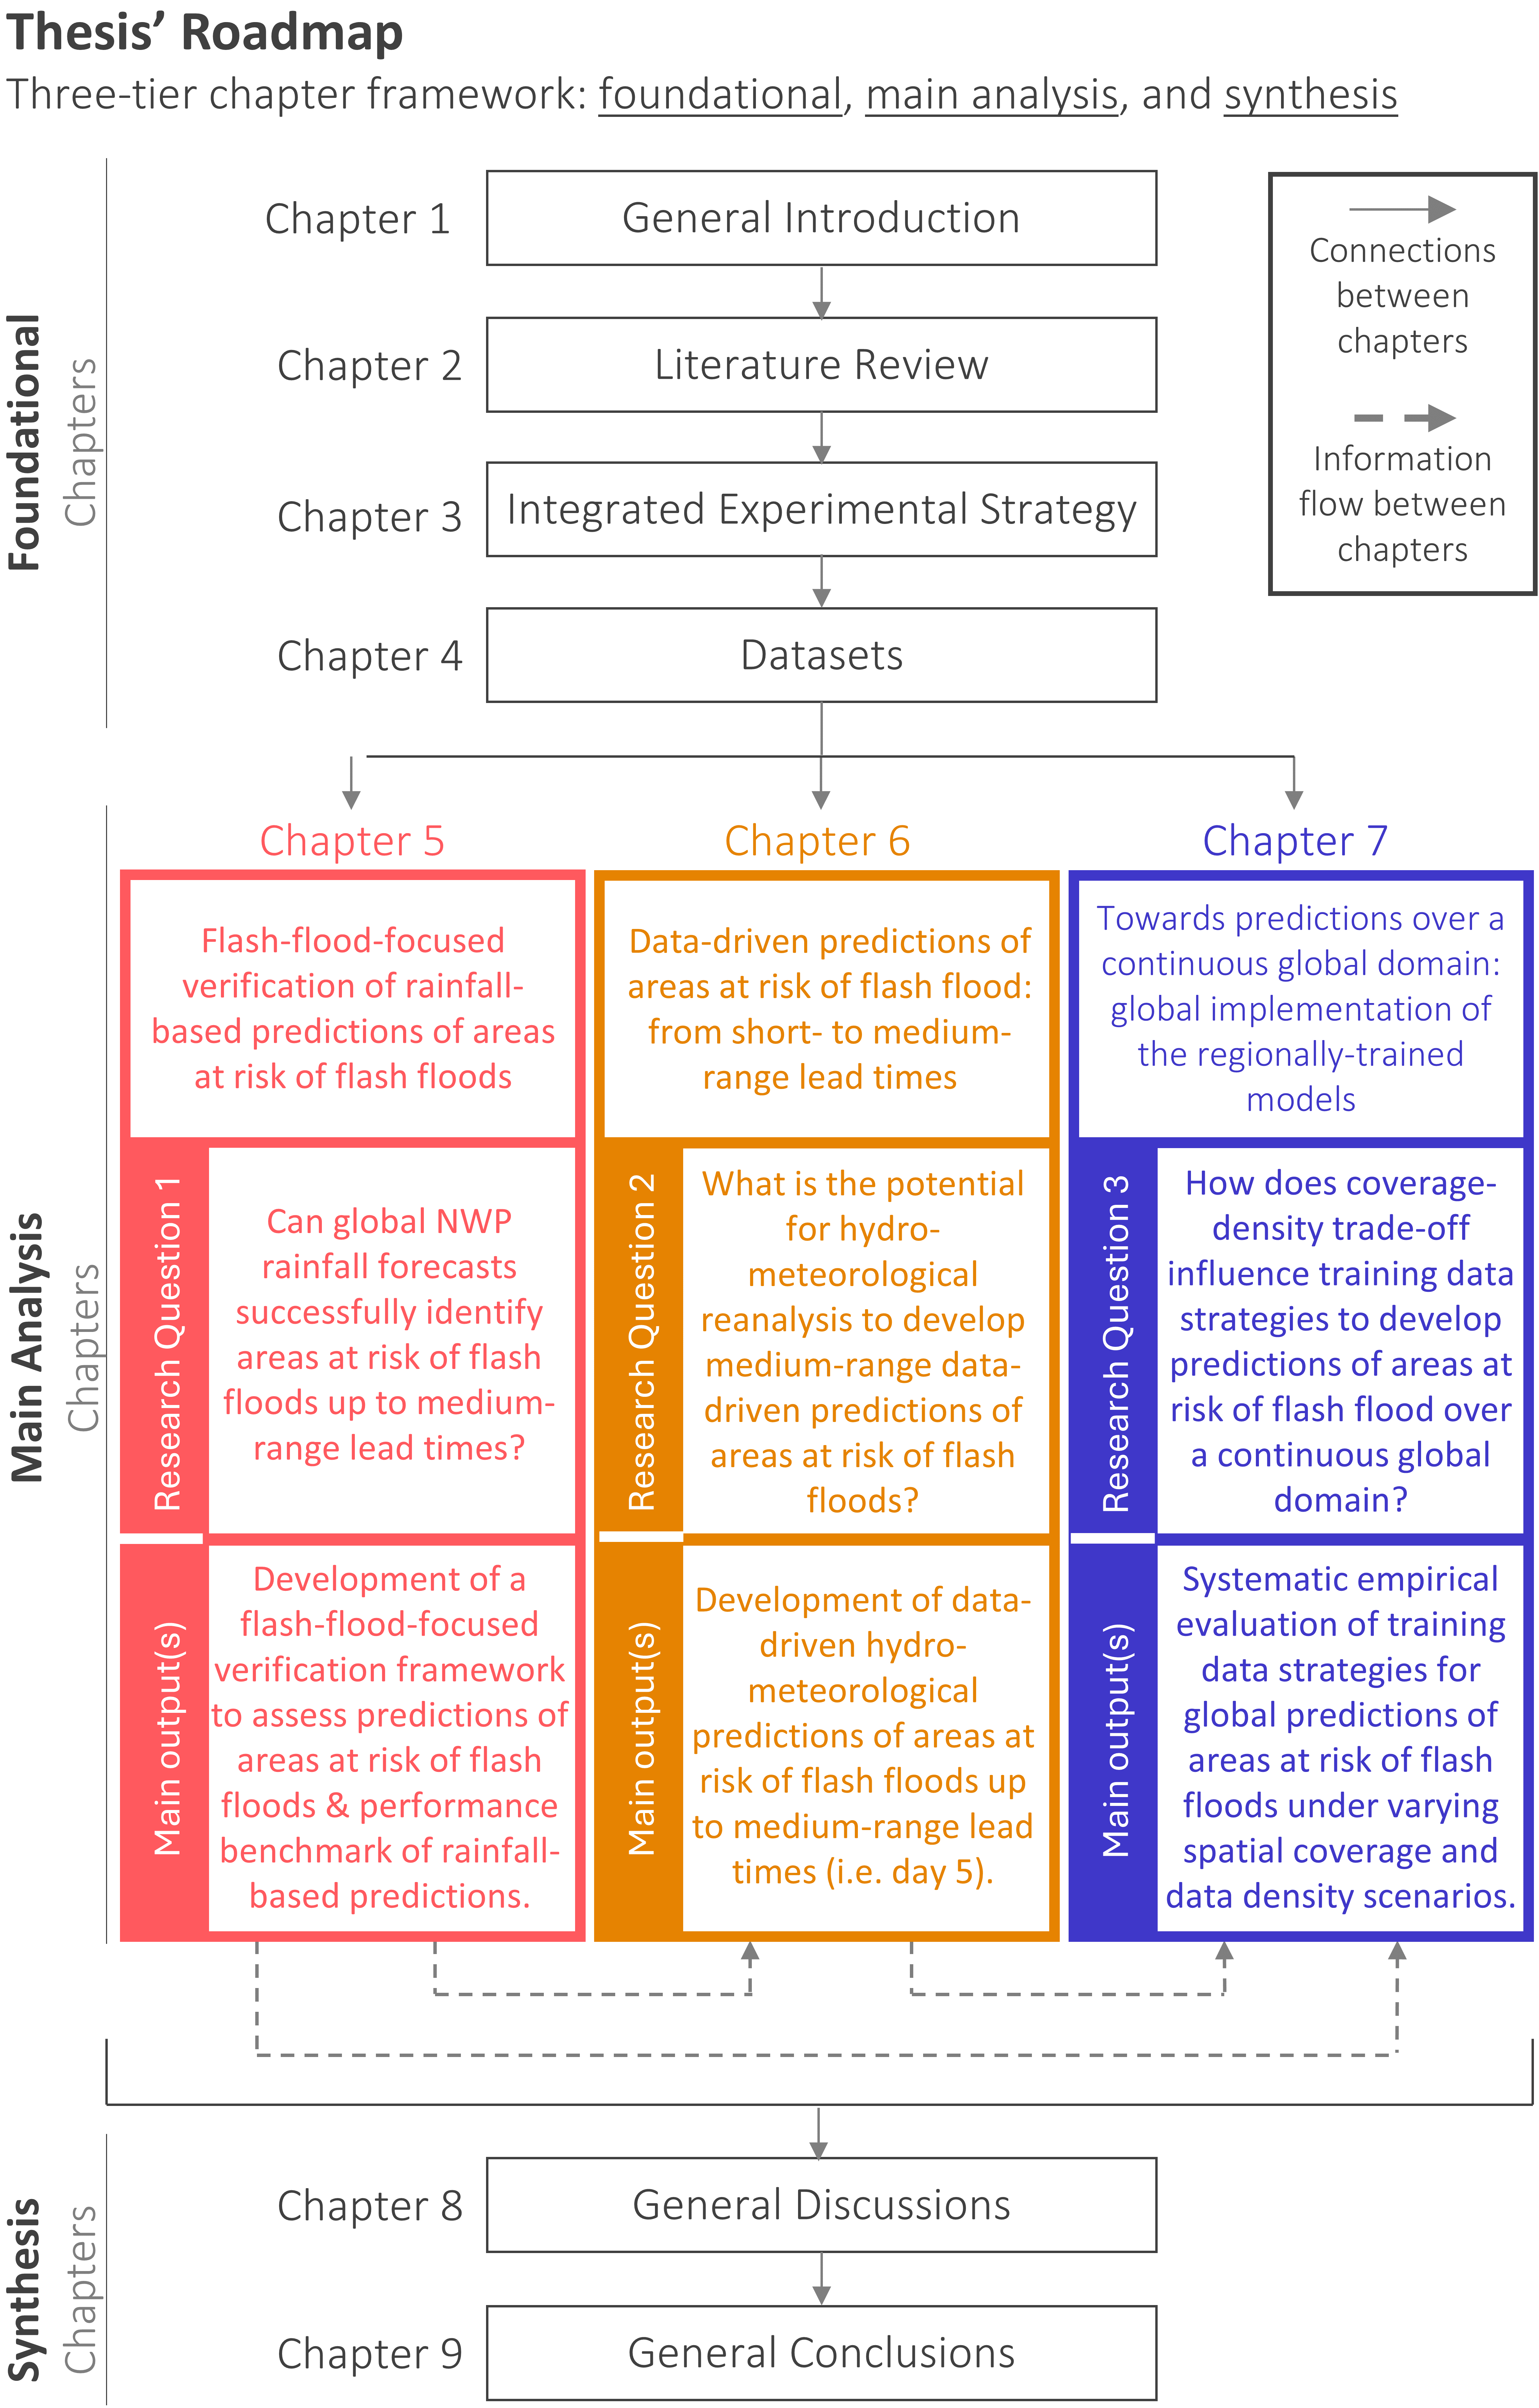 Thesis’ Roadmap
Three-tier chapter framework: foundational, main analysis, and synthesis
Foundational
Chapters
Chapter 1
General Introduction
Chapter 2
Literature Review
Chapter 3
Integrated Experimental Strategy
Chapter 4
Datasets
Connections
between
chapters
Information
flow between
chapters
Main Analysis
Chapters
Chapter 5
Flash-flood-focused
verification of rainfall-
based predictions of areas
at risk of flash floods
Research Question 1
Can global NWP
rainfall forecasts
successfully identify
areas at risk of flash
floods up to medium-
range lead times?
Main output(s)
Development of a
flash-flood-focused
verification framework
to assess predictions of
areas at risk of flash
floods & performance
benchmark of rainfall-
based predictions.
Chapter 6
Data-driven predictions of
areas at risk of flash flood:
from short- to medium-
range lead times
Research Question 2
What is the potential
for hydro-
meteorological
reanalysis to develop
medium-range data-
driven predictions of
areas at risk of flash
floods?
Main output(s)
Development of data-
driven hydro-
meteorological
predictions of areas at
risk of flash floods up
to medium-range lead
times (i.e. day 5).
Chapter 7
Towards predictions over a
continuous global domain:
global implementation of
the regionally-trained
models
Research Question 3
How does coverage-
density trade-off
influence training data
strategies to develop
predictions of areas at
risk of flash flood over
a continuous global
domain?
Main output(s)
Systematic empirical
evaluation of training
data strategies for
global predictions of
areas at risk of flash
floods under varying
spatial coverage and
data density scenarios.
Synthesis
Chapters
Chapter 8
General Discussions
Chapter 9
General Conclusions